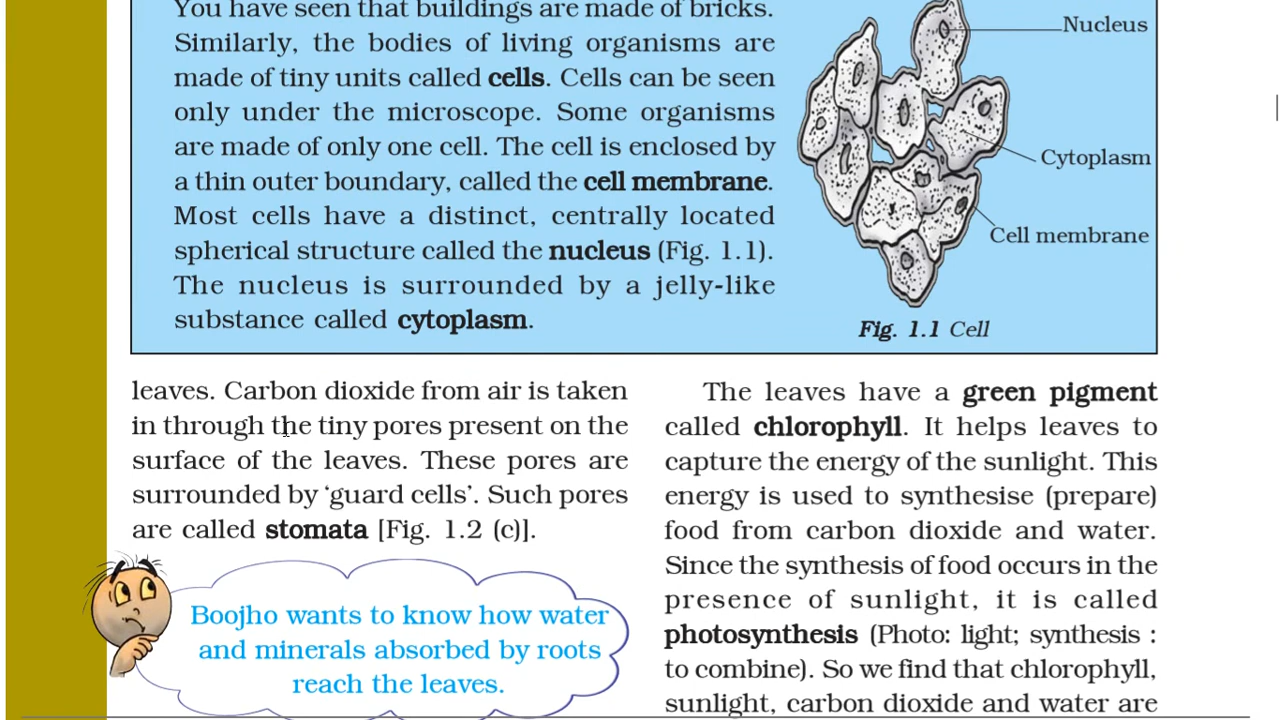 You have seen that buildings are made of bricks.
Similarly, the bodies of living organisms are
made of tiny units called cells. Cells can be seen
only under the microscope. Some organisms
are made of only one cell. The cell is enclosed by
a thin outer boundary, called the cell membrane.
Most cells have a distinct, centrally located
spherical structure called the nucleus (Fig. 1.1).
The nucleus is surrounded by a jelly-like
substance called cytoplasm.
Nucleus
Cytoplasm
Cell membrane
Fig. 1.1 Cell
leaves. Carbon dioxide from air is taken
in through the tiny pores present on the
surface of the leaves. These pores are
surrounded by ‘guard cells’. Such pores
are called stomata [Fig. 1.2 (c)].
Boojho wants to know how water
and minerals absorbed by roots
reach the leaves.
The leaves have a green pigment
called chlorophyll. It helps leaves to
capture the energy of the sunlight. This
energy is used to synthesise (prepare)
food from carbon dioxide and water.
Since the synthesis of food occurs in the
presence of sunlight, it is called
photosynthesis (Photo: light; synthesis :
to combine). So we find that chlorophyll,
sunlight, carbon dioxide and water are